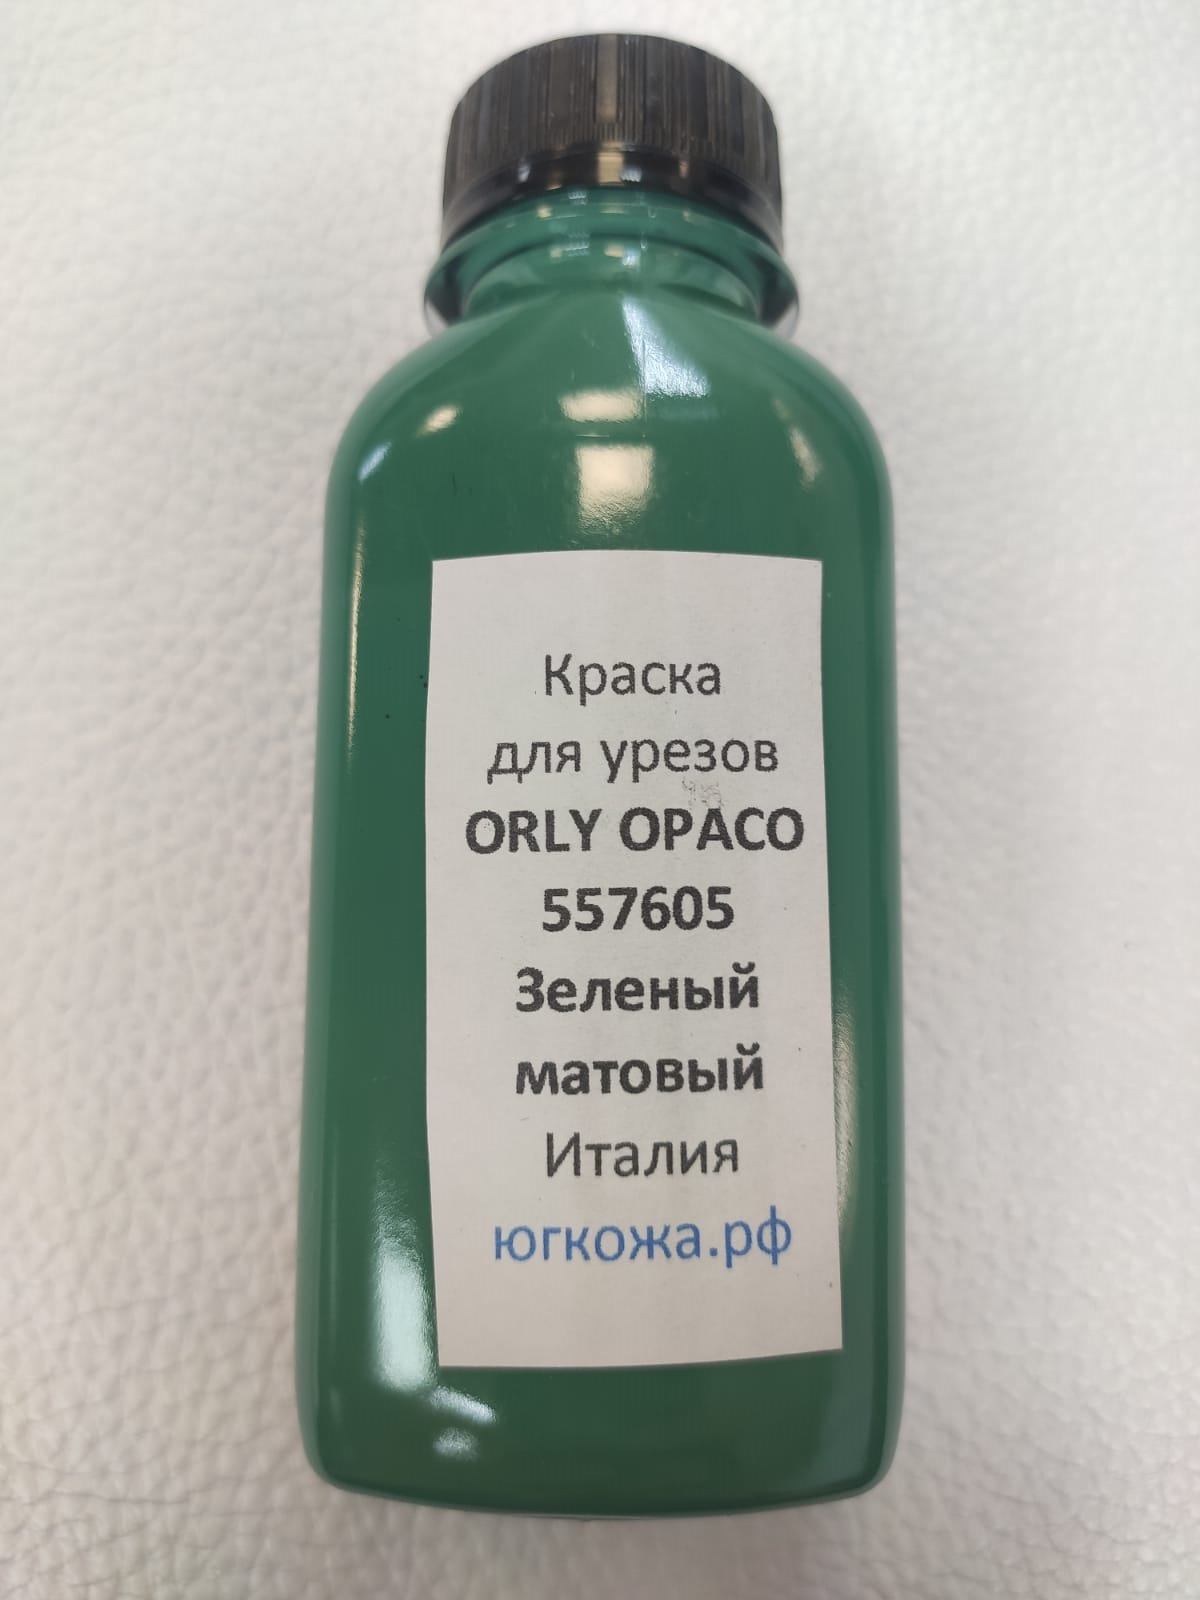 Краска
для урезов
ORLY OPACO
557605
Зеленый
матовый
Италия
югкожа.рф